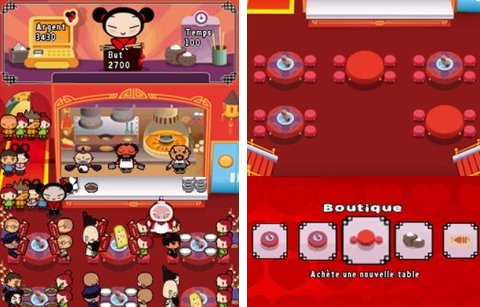 Argent
3430
But
2700
Temps
100
Boutique
Achète une nouvelle table